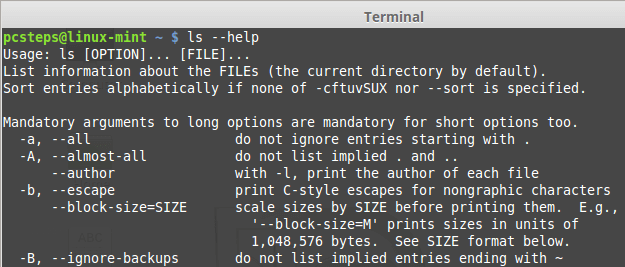 Terminal
pcsteps@linux-mint ~ $ ls --help
Usage: ls [OPTION]... [FILE]...
List information about the FILEs (the current directory by default).
Sort entries alphabetically if none of -cftuvSUX nor --sort is specified.
Mandatory arguments to long options are mandatory for short options too.
-a, --all do not ignore entries starting with .
-A, --almost-all do not list implied . and ..
--author with -l, print the author of each file
-b, --escape print C-style escapes for nongraphic characters
--block-size=SIZE scale sizes by SIZE before printing them. E.g.,
'--block-size=M' prints sizes in units of
1,048,576 bytes. See SIZE format below.
-B, --ignore-backups do not list implied entries ending with ~